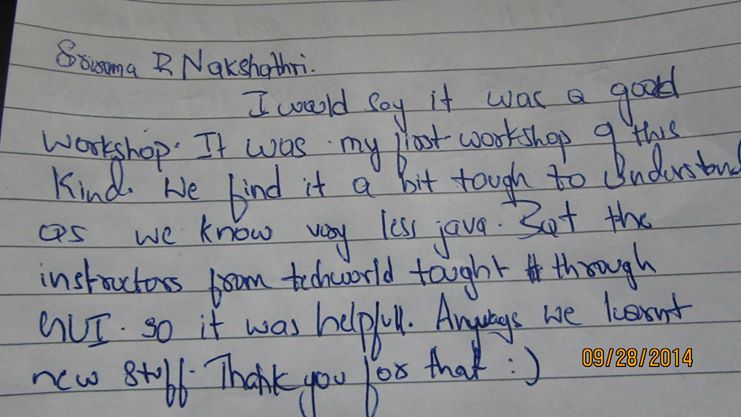 R Nakshathri.
I would say it was a good
workshop. It was my first workshop of this
kind. We find it a bit tough to understand
as we know very less java. But the
instructors from techworld taught through
GUI. so it was helpfull. Anyways we learnt
new stuff. Thank you for that :)
09/28/2014